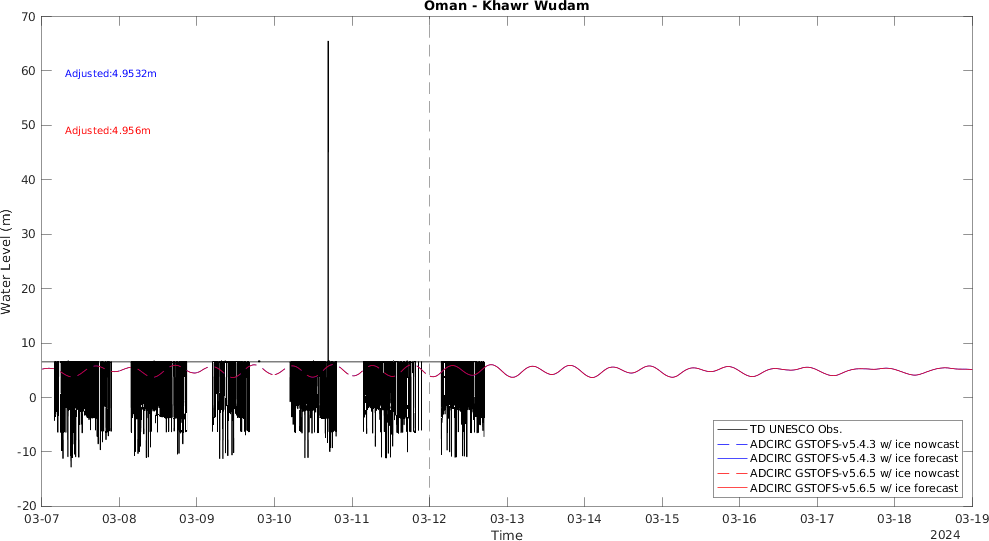 Oman - Khawr Wudam
70
60
50
40
30
20
10
0
-10
-20
Water Level (m)
Adjusted:4.9532m
Adjusted:4.956m
TD UNESCO Obs.
ADCIRC GSTOFS-v5.4.3 w/ ice nowcast
ADCIRC GSTOFS-v5.4.3 w/ ice forecast
ADCIRC GSTOFS-v5.6.5 w/ ice nowcast
ADCIRC GSTOFS-v5.6.5 w/ ice forecast
03-07 03-08 03-09 03-10 03-11 03-12 03-13 03-14 03-15 03-16 03-17 03-18 03-19
Time
2024